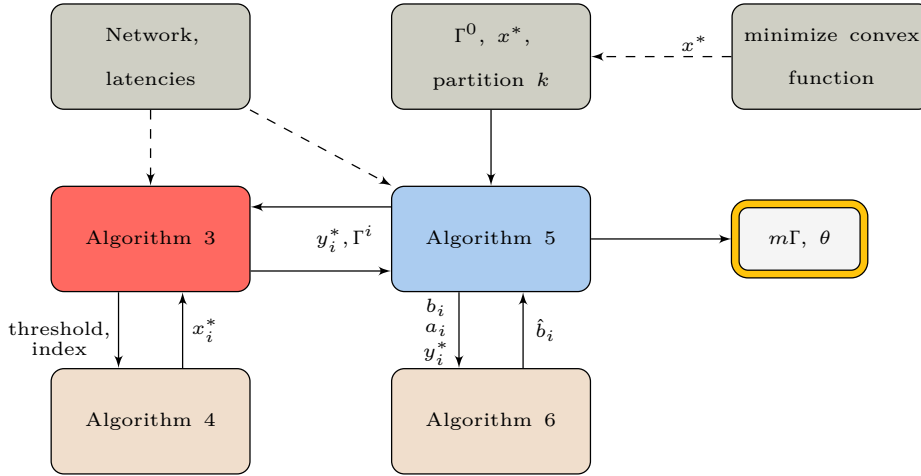 Network,
latencies
Γ^0, x^*,
partition k
x^*
minimize convex
function
Algorithm 3
y_i^*, Γ^i
Algorithm 5
mΓ, θ
threshold,
index
x_i^*
b_i
a_i
y_i^*
b̂_i
Algorithm 4
Algorithm 6